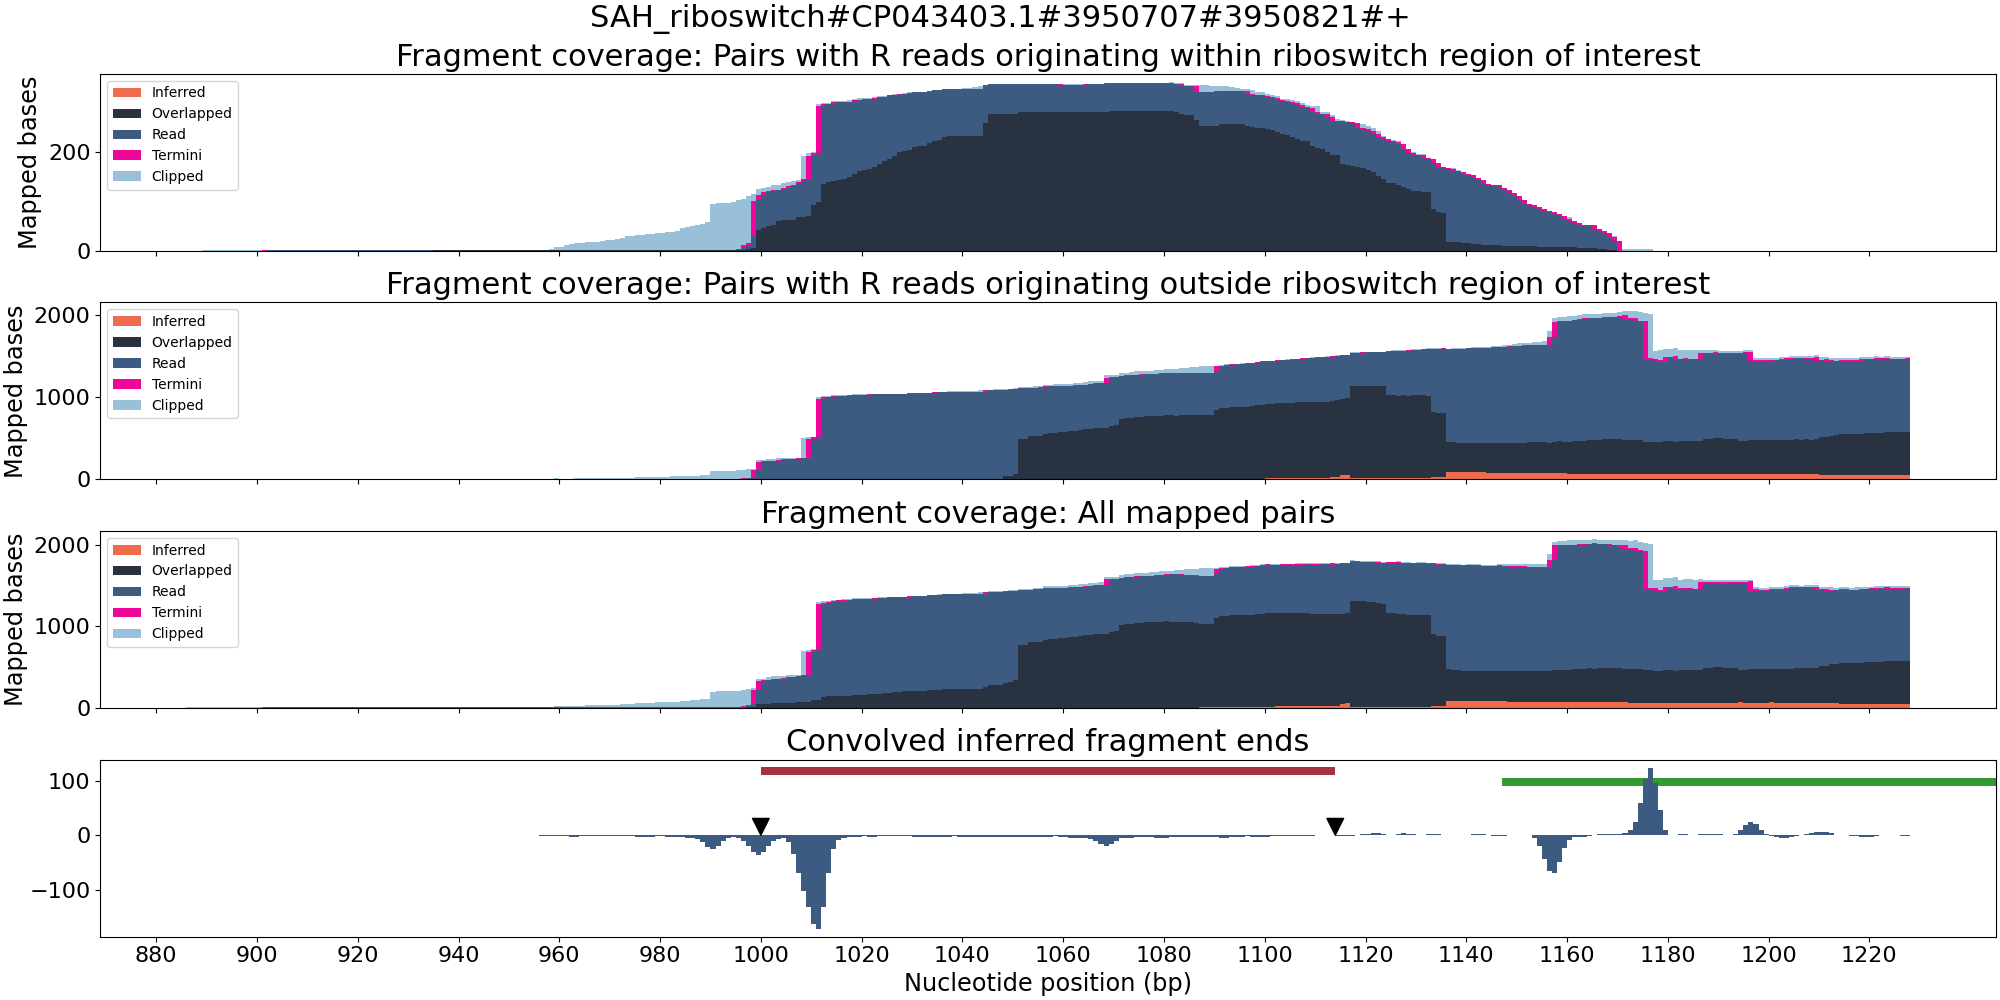 SAH_riboswitch#CP043403.1#3950707#3950821#+
Fragment coverage: Pairs with R reads originating within riboswitch region of interest
Mapped bases
200
0
Inferred
Overlapped
Read
Termini
Clipped
Fragment coverage: Pairs with R reads originating outside riboswitch region of interest
Mapped bases
2000
1000
0
Inferred
Overlapped
Read
Termini
Clipped
Fragment coverage: All mapped pairs
Mapped bases
2000
1000
0
Inferred
Overlapped
Read
Termini
Clipped
Convolved inferred fragment ends
100
0
−100
880 900 920 940 960 980 1000 1020 1040 1060 1080 1100 1120 1140 1160 1180 1200 1220
Nucleotide position (bp)